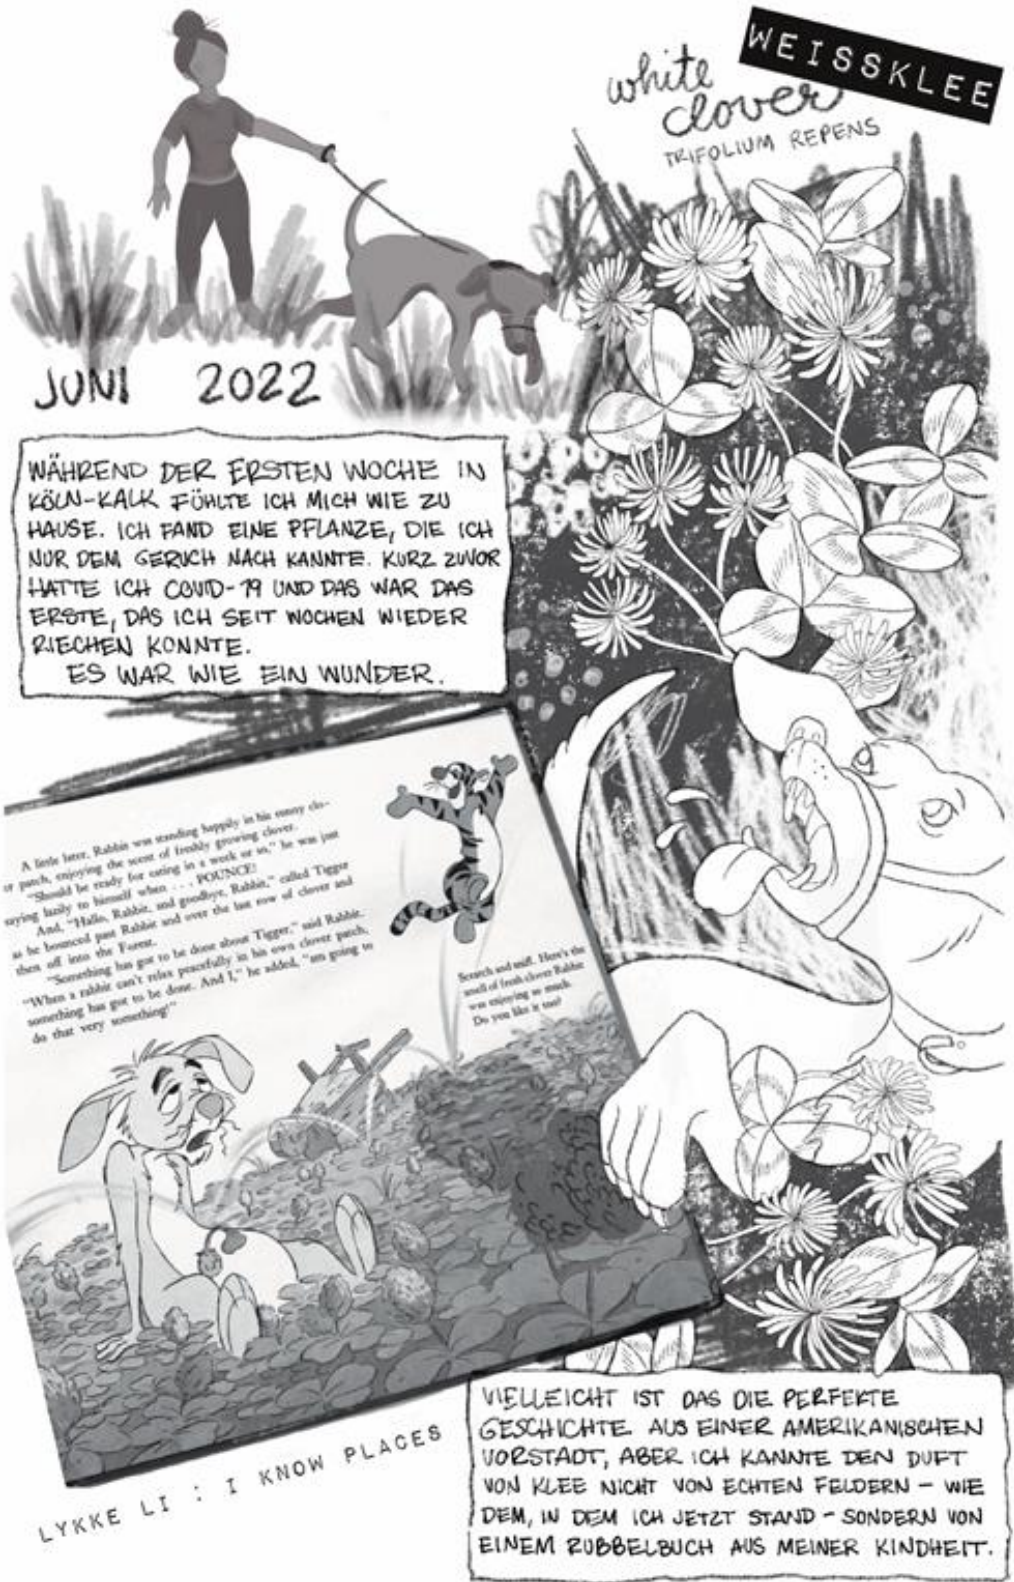 WEISSKLEE
white
clover
TRIFOLIUM REPENS
JUNI 2022
WÄHREND DER ERSTEN WOCHE IN
KÖLN-KALK FÜHLTE ICH MICH WIE ZU
HAUSE. ICH FAND EINE PFLANZE, DIE ICH
NUR DEM GERUCH NACH KANNTE. KURZ ZUVOR
HATTE ICH COVID-19 UND DAS WAR DAS
ERSTE, DAS ICH SEIT WOCHEN WIEDER
RIECHEN KONNTE.
ES WAR WIE EIN WUNDER.
A little later, Rabbit was standing happily in his sunny clo-
er patch, enjoying the scent of freshly growing clover.
"Should be ready for eating in a week or so," he was just
saying lazily to himself when . . . POUNCE!
And, "Hallo, Rabbit, and goodbye, Rabbit," called Tigger
as he bounced past Rabbit and over the last row of clover and
then off into the Forest.
"Something has got to be done about Tigger," said Rabbit.
"When a rabbit can't relax peacefully in his own clover patch,
something has got to be done. And I," he added, "am going to
do that very something!"
Scratch and sniff. Here's the
smell of fresh clover Rabbit
was enjoying so much.
Do you like it too?
LYKKE LI : I KNOW PLACES
VIELLEICHT IST DAS DIE PERFEKTE
GESCHICHTE AUS EINER AMERIKANISCHEN
VORSTADT, ABER ICH KANNTE DEN DUFT
VON KLEE NICHT VON ECHTEN FELDERN – WIE
DEM, IN DEM ICH JETZT STAND – SONDERN VON
EINEM RUBBELBUCH AUS MEINER KINDHEIT.